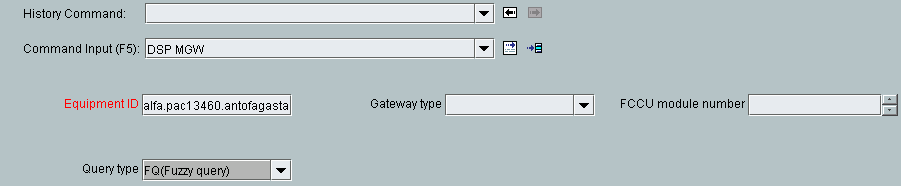 History Command:
Command Input (F5): DSP MGW
Equipment ID alfa.pac13460.antofagasta Gateway type FCCU module number
Query type FQ(Fuzzy query)